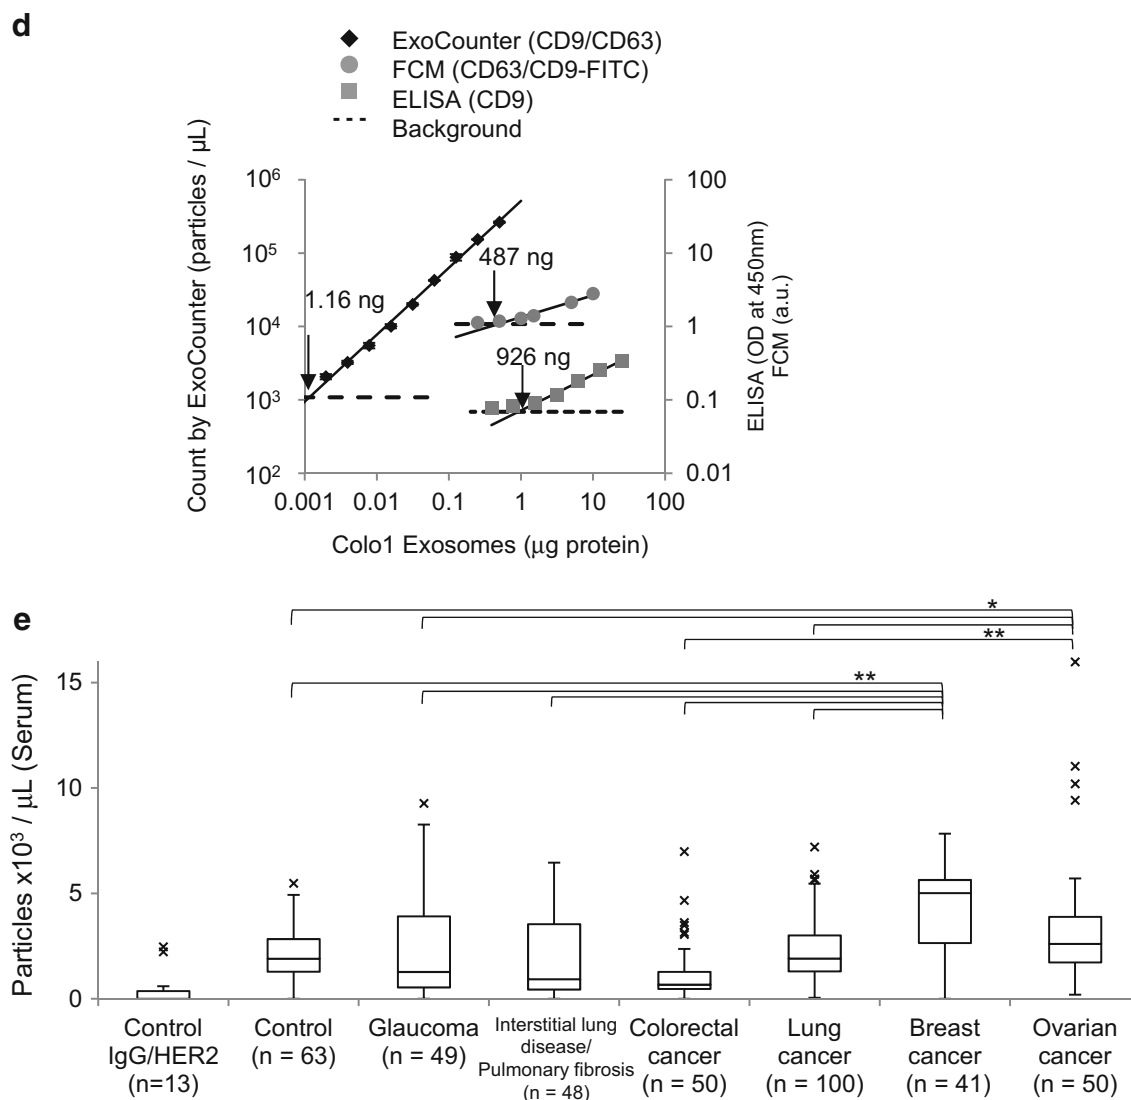 d
ExoCounter (CD9/CD63)
FCM (CD63/CD9-FITC)
ELISA (CD9)
Background
Count by ExoCounter (particles / µL)
10⁶
10⁵
10⁴
10³
10²
1.16 ng
487 ng
926 ng
100
10
1
0.1
0.01
ELISA (OD at 450nm)
FCM (a.u.)
0.001
0.01
0.1
1
10
100
Colo1 Exosomes (µg protein)
e
*
**
**
Particles x10³ / µL (Serum)
15
10
5
0
Control
IgG/HER2
(n=13)
Control
(n = 63)
Glaucoma
(n = 49)
Interstitial lung
disease/
Pulmonary fibrosis
(n = 48)
Colorectal
cancer
(n = 50)
Lung
cancer
(n = 100)
Breast
cancer
(n = 41)
Ovarian
cancer
(n = 50)